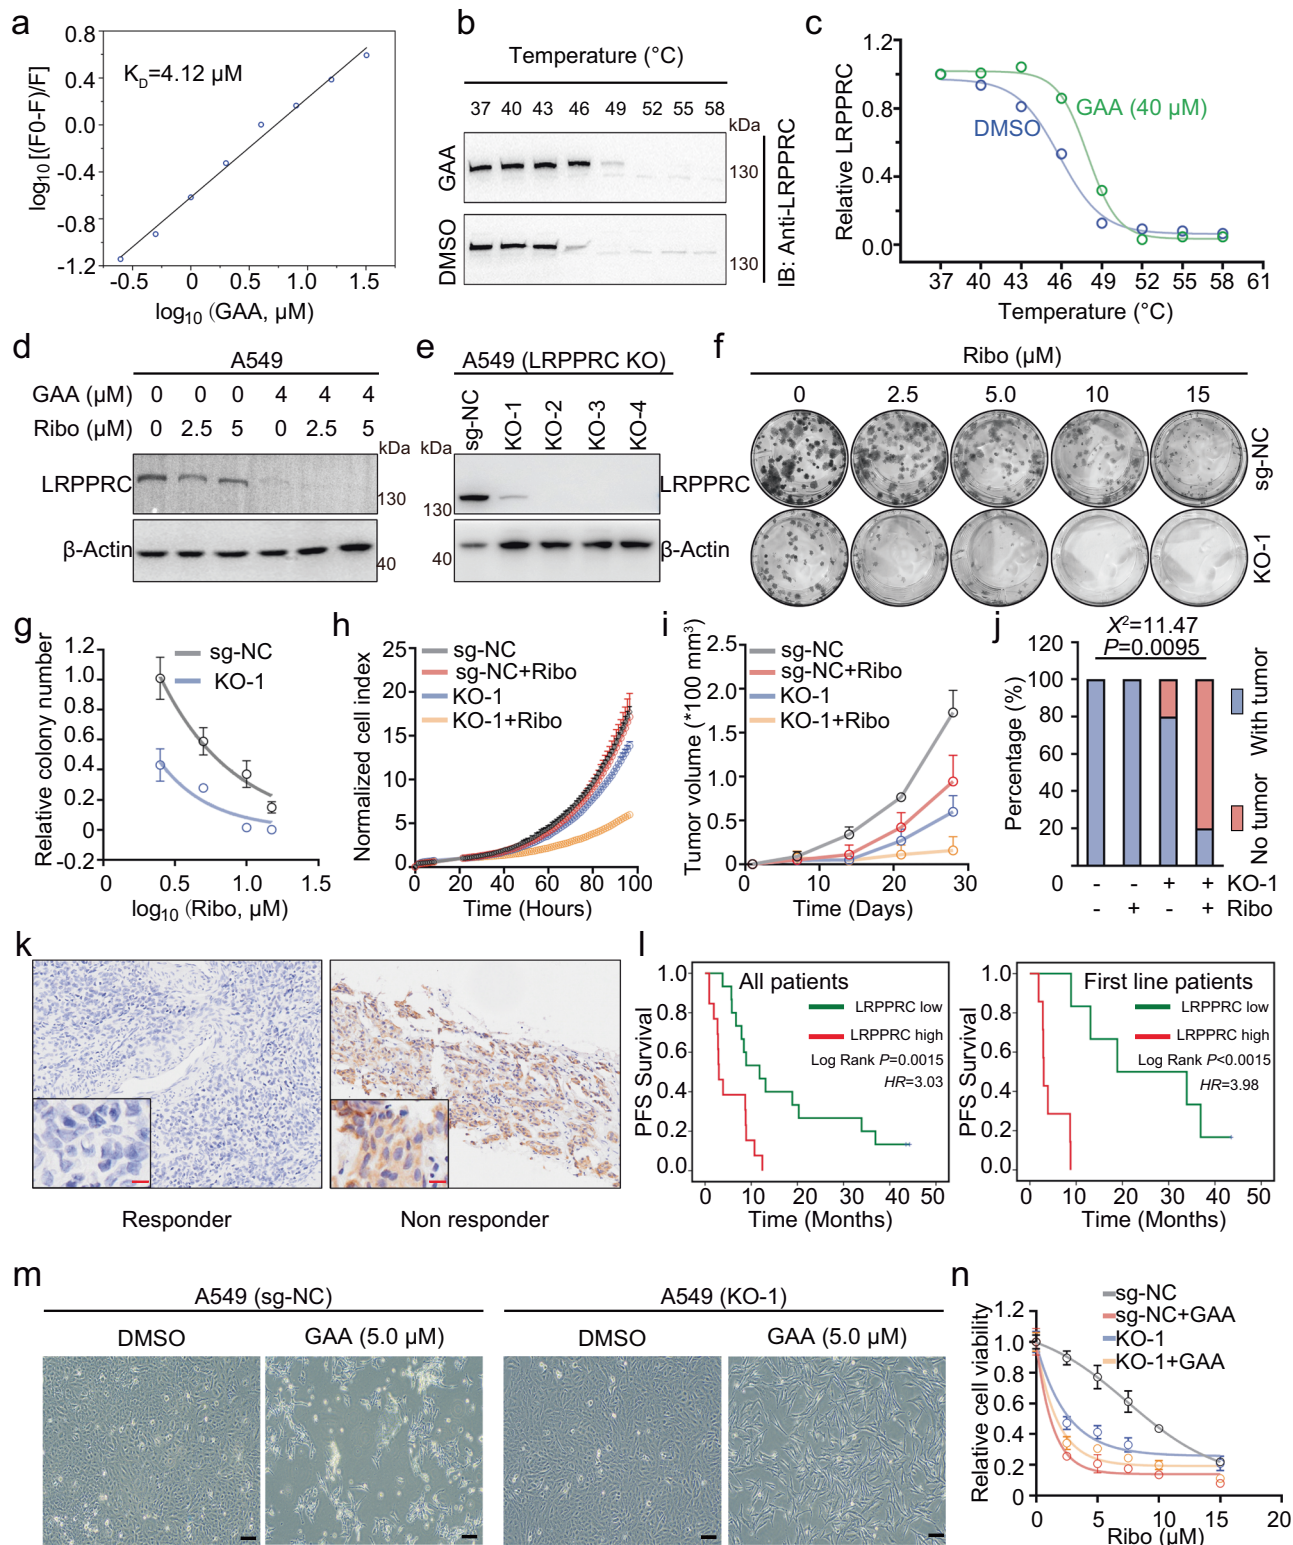 a
0.8
0.4
0.0
-0.4
-0.8
-1.2
K_D=4.12 μM
log₁₀[(F0-F)/F]
-0.5 0.0 0.5 1.0 1.5
log₁₀ (GAA, μM)
b
Temperature (°C)
37 40 43 46 49 52 55 58
kDa
GAA
130
DMSO
130
IB: Anti-LRPPRC
c
1.2
0.8
0.4
0.0
Relative LRPPRC
GAA (40 μM)
DMSO
37 40 43 46 49 52 55 58 61
Temperature (°C)
d
A549
GAA (μM) 0 0 0 4 4 4
Ribo (μM) 0 2.5 5 0 2.5 5
kDa
LRPPRC
130
β-Actin
40
e
A549 (LRPPRC KO)
sg-NC KO-1 KO-2 KO-3 KO-4
kDa
LRPPRC
130
β-Actin
40
f
Ribo (μM)
0 2.5 5.0 10 15
sg-NC
KO-1
g
1.2
1.0
0.8
0.6
0.4
0.2
0
-0.2
Relative colony number
sg-NC
KO-1
0 0.5 1.0 1.5
log₁₀ (Ribo, μM)
h
25
20
15
10
5
0
Normalized cell index
sg-NC
sg-NC+Ribo
KO-1
KO-1+Ribo
0 20 40 60 80 100
Time (Hours)
i
2.5
2.0
1.5
1.0
0.5
0
Tumor volume (*100 mm³)
sg-NC
sg-NC+Ribo
KO-1
KO-1+Ribo
0 10 20 30
Time (Days)
j
X²=11.47
P=0.0095
120
100
80
60
40
20
0
Percentage (%)
With tumor
No tumor
- - + + KO-1
- + - + Ribo
k
Responder
Non responder
l
1.0
0.8
0.6
0.4
0.2
0.0
PFS Survival
All patients
LRPPRC low
LRPPRC high
Log Rank P=0.0015
HR=3.03
0 10 20 30 40 50
Time (Months)
1.0
0.8
0.6
0.4
0.2
0.0
PFS Survival
First line patients
LRPPRC low
LRPPRC high
Log Rank P<0.0015
HR=3.98
0 10 20 30 40 50
Time (Months)
m
A549 (sg-NC)
DMSO GAA (5.0 μM)
A549 (KO-1)
DMSO GAA (5.0 μM)
n
1.2
1.0
0.8
0.6
0.4
0.2
0
Relative cell viability
sg-NC
sg-NC+GAA
KO-1
KO-1+GAA
0 5 10 15 20
Ribo (μM)